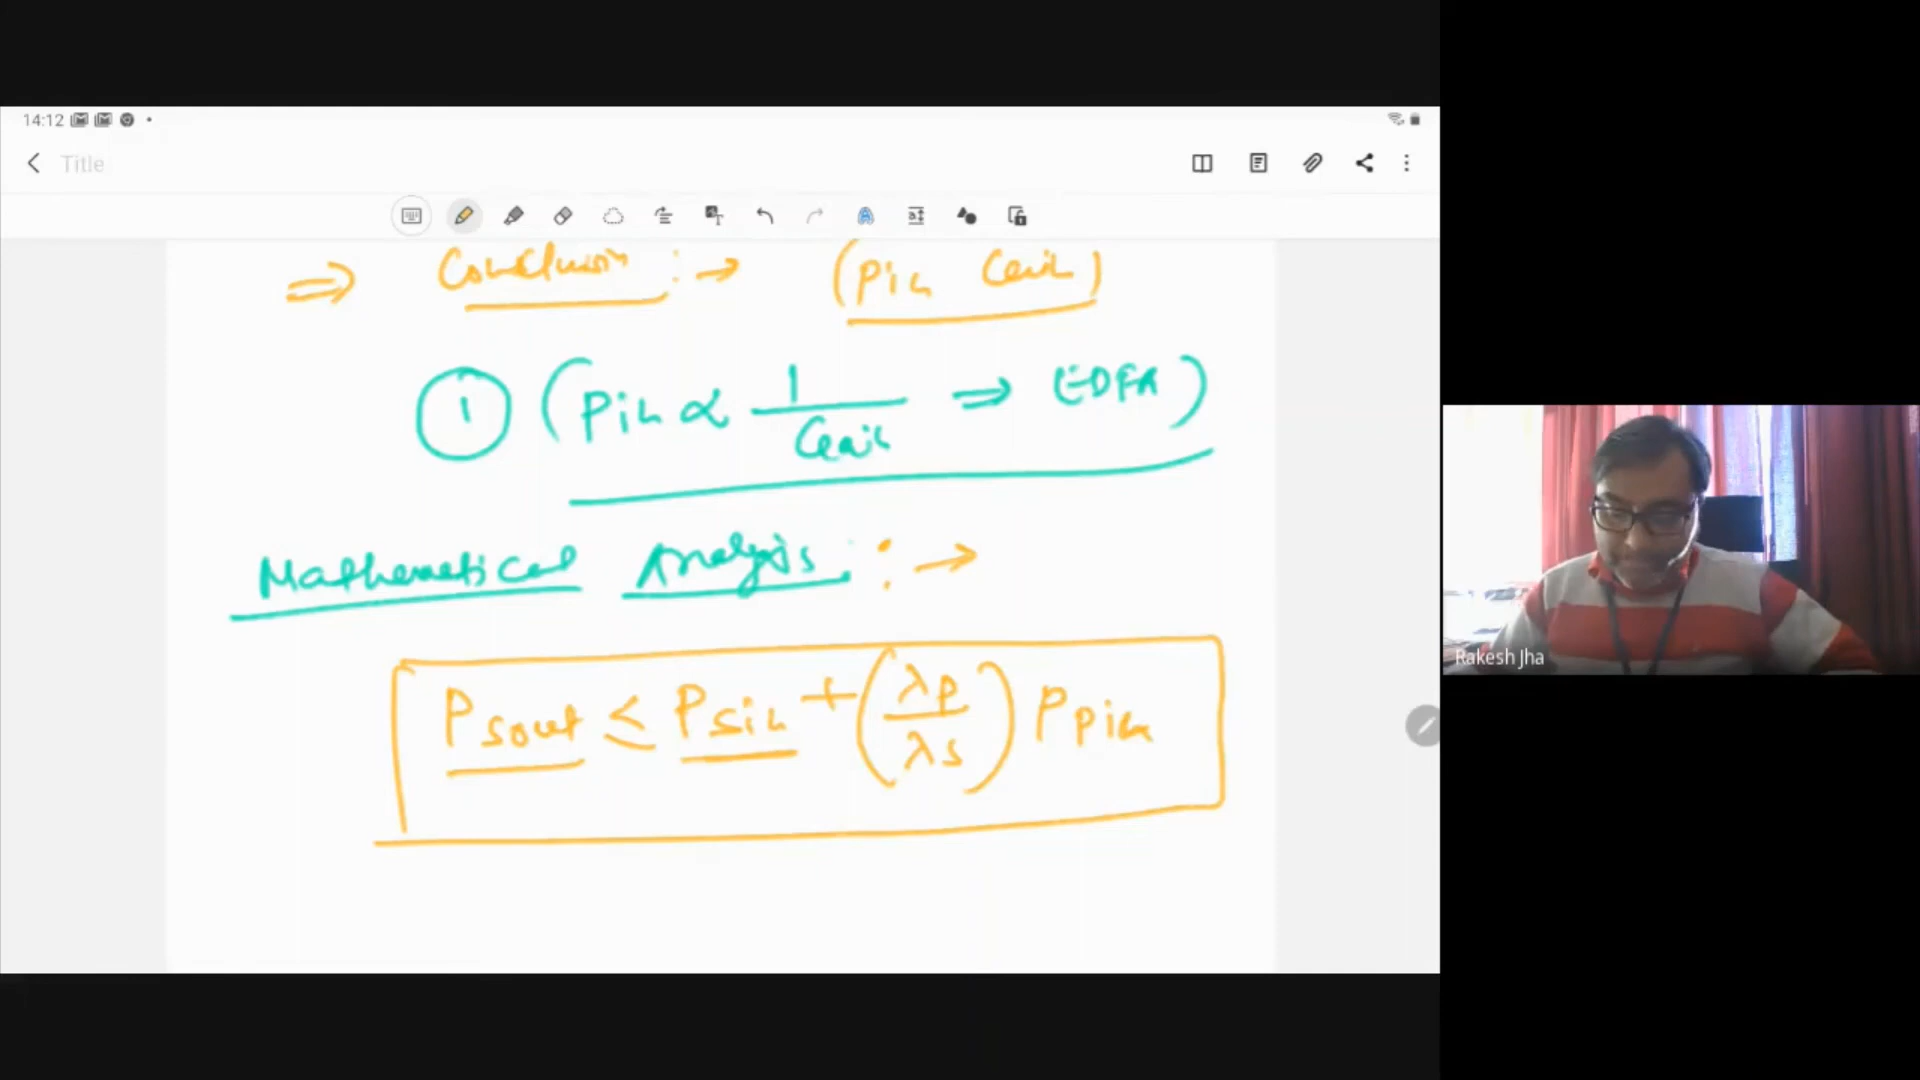 14:12
Title
⇒ Conclusion :→ (Pin Gain)
① (Pin ∝ 1/Gain ⇒ EDFA)
Mathematical Analysis :→
Psout ≤ Psin + (λp/λs) Ppin
Rakesh Jha